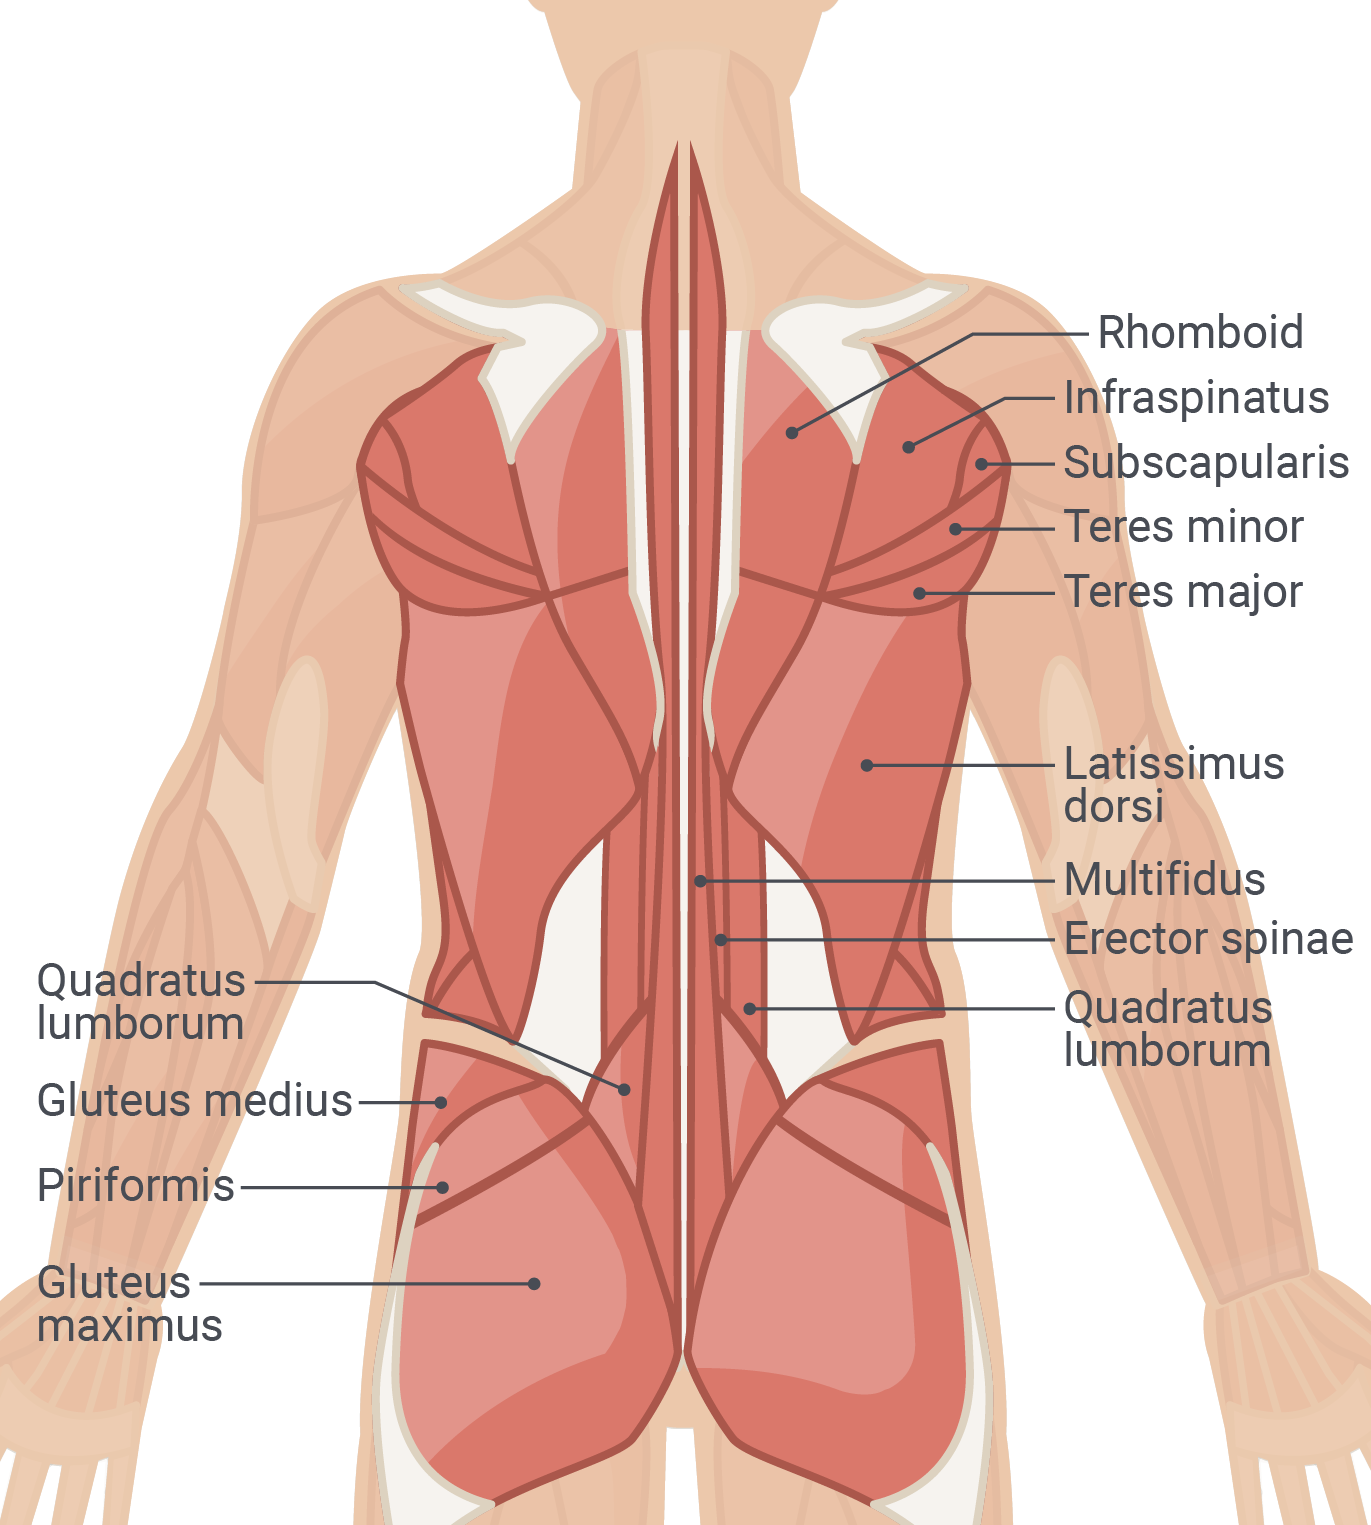 Rhomboid
Infraspinatus
Subscapularis
Teres minor
Teres major
Latissimus
dorsi
Multifidus
Erector spinae
Quadratus
lumborum
Quadratus
lumborum
Gluteus medius
Piriformis
Gluteus
maximus